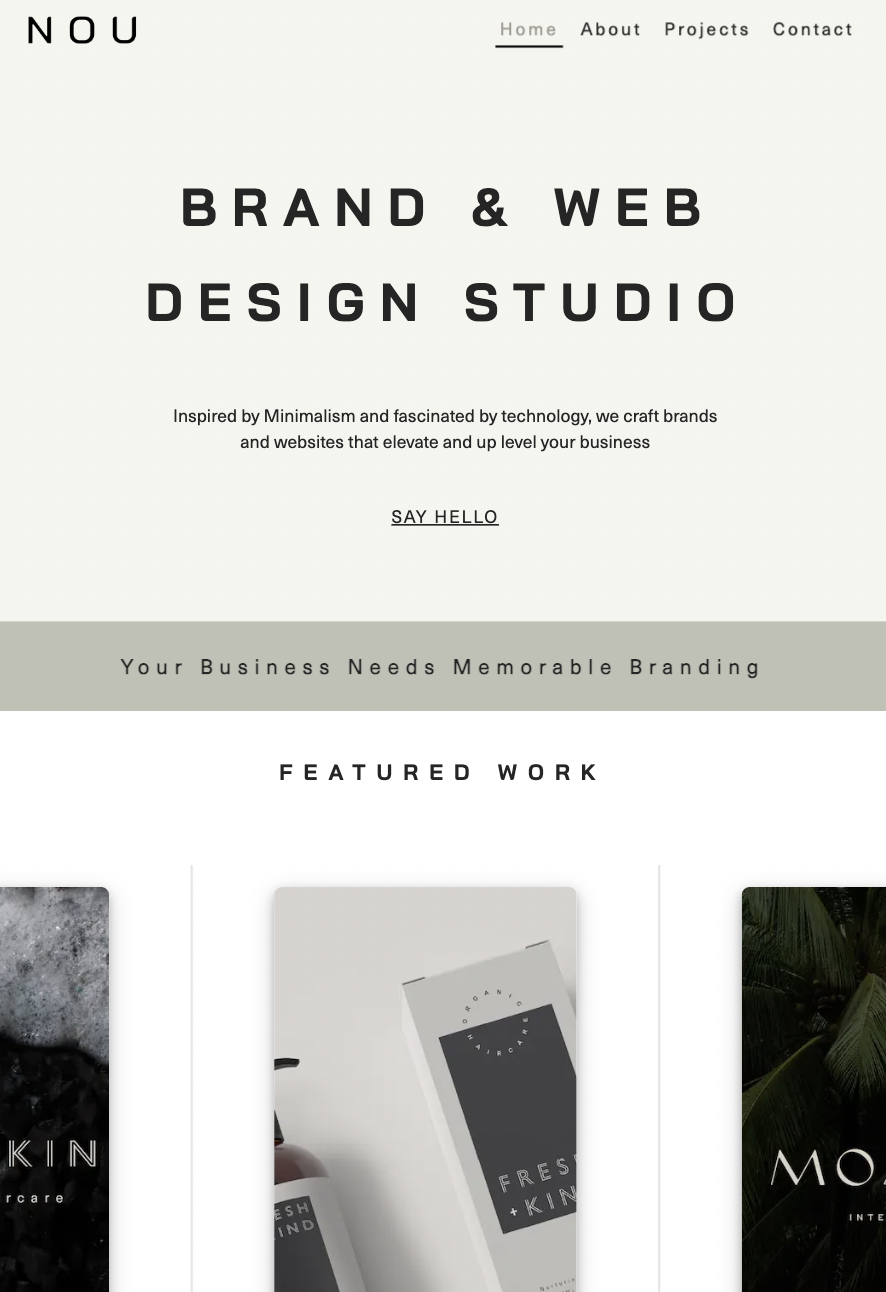 NOU
Home About Projects Contact
BRAND & WEB
DESIGN STUDIO
Inspired by Minimalism and fascinated by technology, we craft brands
and websites that elevate and up level your business
SAY HELLO
Your Business Needs Memorable Branding
FEATURED WORK
KIN
rcare
ORGANIC HAIRCARE
FRES
+ KIN
ESH
IND
MO
INTE